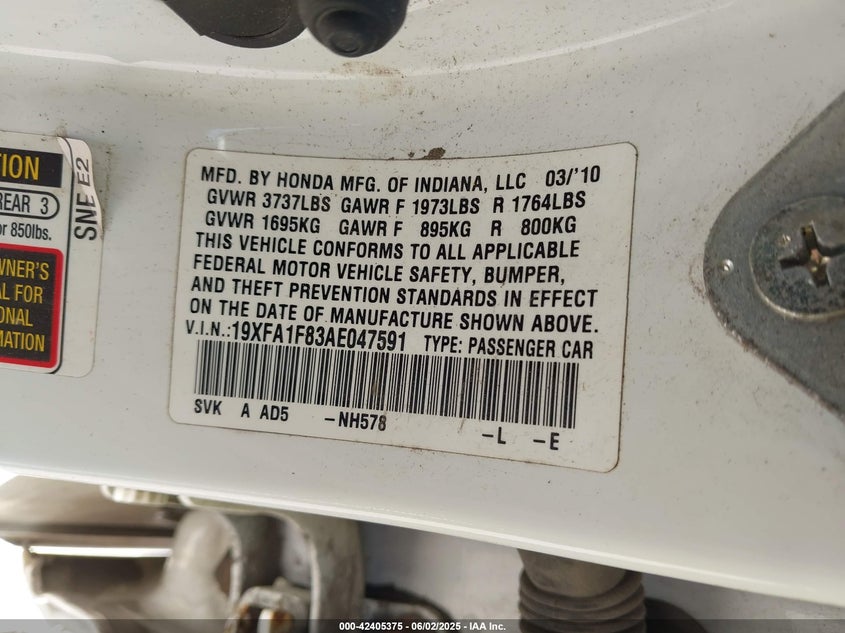 TION
REAR 3
or 850lbs.
WNER'S
AL FOR
ONAL
MATION
SNE E2
MFD. BY HONDA MFG. OF INDIANA, LLC 03/'10
GVWR 3737LBS GAWR F 1973LBS R 1764LBS
GVWR 1695KG GAWR F 895KG R 800KG
THIS VEHICLE CONFORMS TO ALL APPLICABLE
FEDERAL MOTOR VEHICLE SAFETY, BUMPER,
AND THEFT PREVENTION STANDARDS IN EFFECT
ON THE DATE OF MANUFACTURE SHOWN ABOVE.
V.I.N.:19XFA1F83AE047591 TYPE: PASSENGER CAR
SVK A AD5 -NH578 -L -E
000-42405375 - 06/02/2025 - IAA Inc.